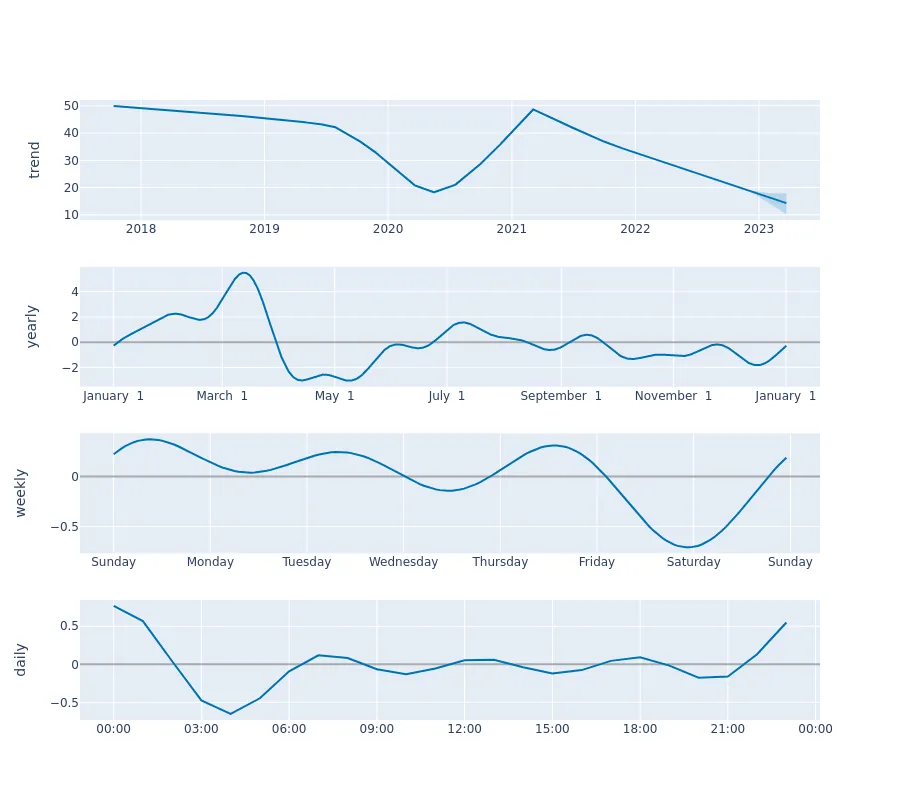 trend
50
40
30
20
10
2018 2019 2020 2021 2022 2023
yearly
4
2
0
−2
January 1 March 1 May 1 July 1 September 1 November 1 January 1
weekly
0
−0.5
Sunday Monday Tuesday Wednesday Thursday Friday Saturday Sunday
daily
0.5
0
−0.5
00:00 03:00 06:00 09:00 12:00 15:00 18:00 21:00 00:00